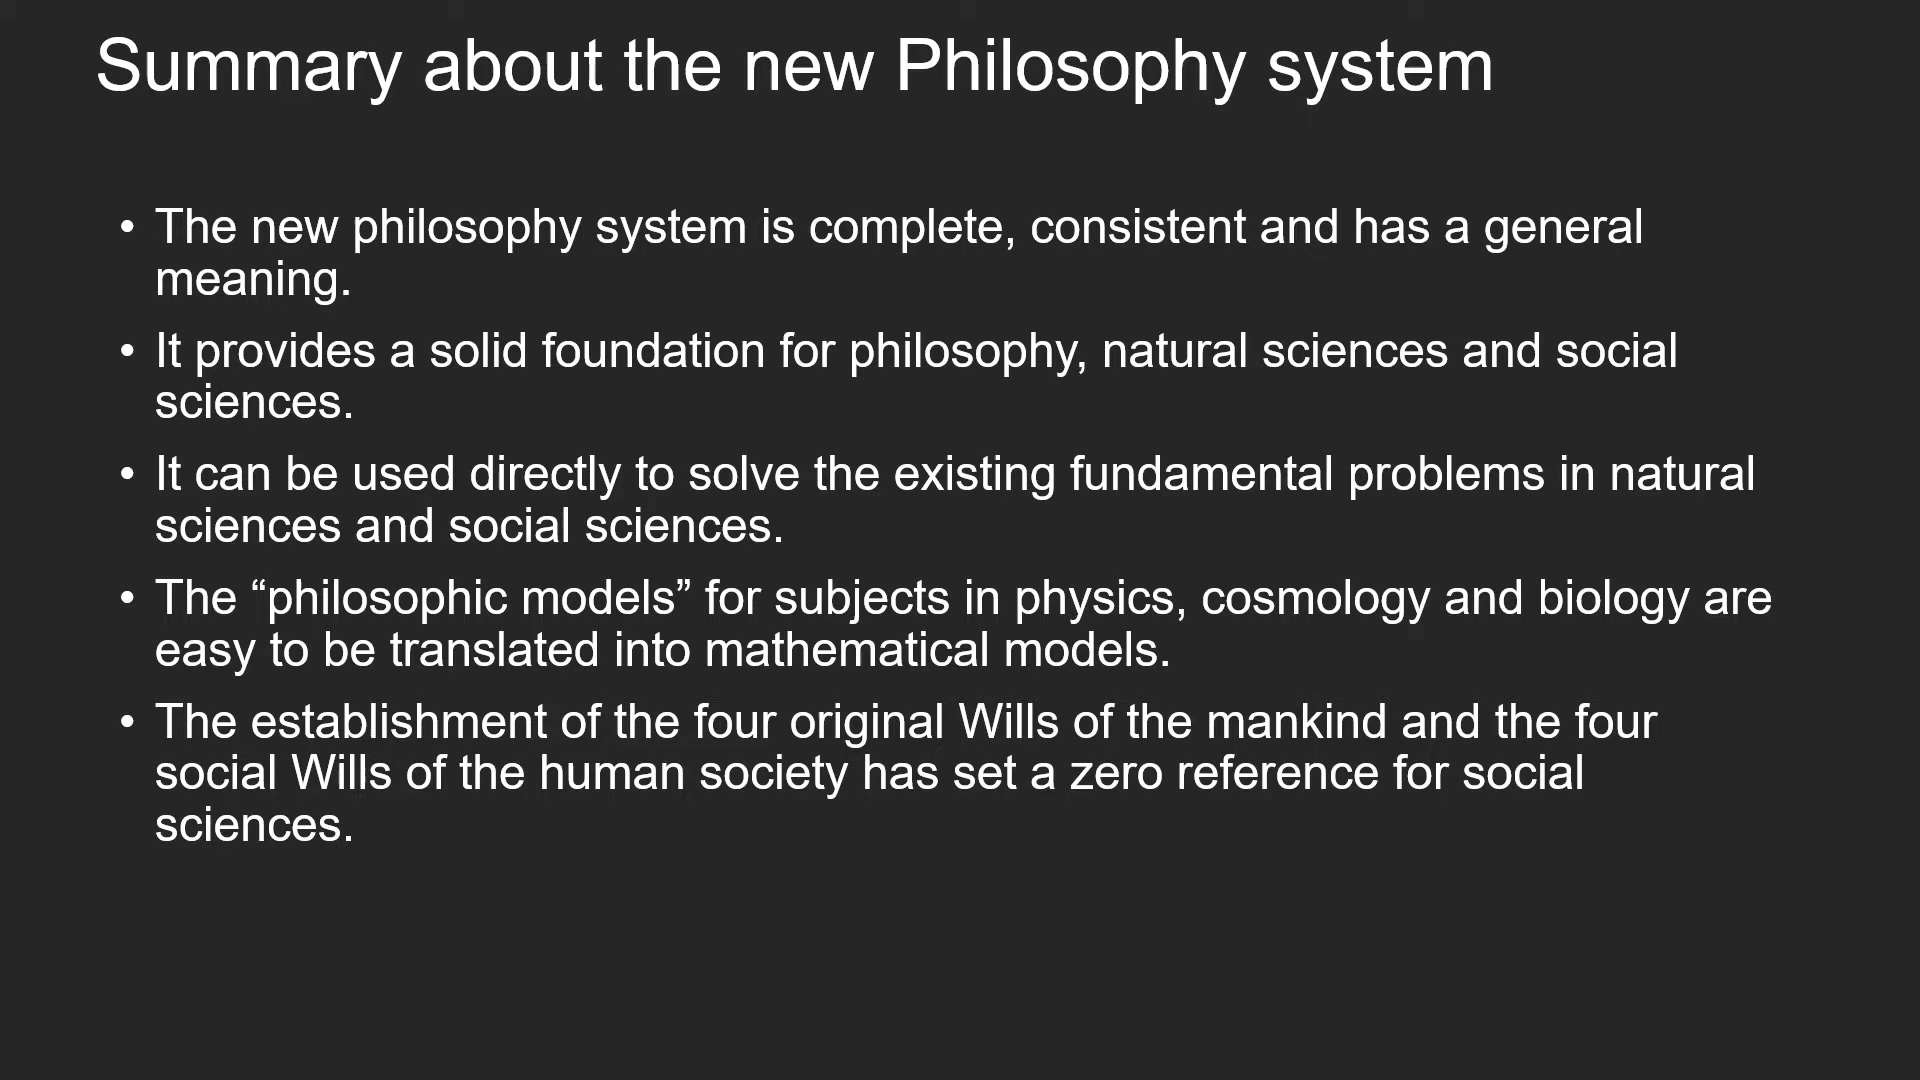 Summary about the new Philosophy system
• The new philosophy system is complete, consistent and has a general
meaning.
• It provides a solid foundation for philosophy, natural sciences and social
sciences.
• It can be used directly to solve the existing fundamental problems in natural
sciences and social sciences.
• The “philosophic models” for subjects in physics, cosmology and biology are
easy to be translated into mathematical models.
• The establishment of the four original Wills of the mankind and the four
social Wills of the human society has set a zero reference for social
sciences.